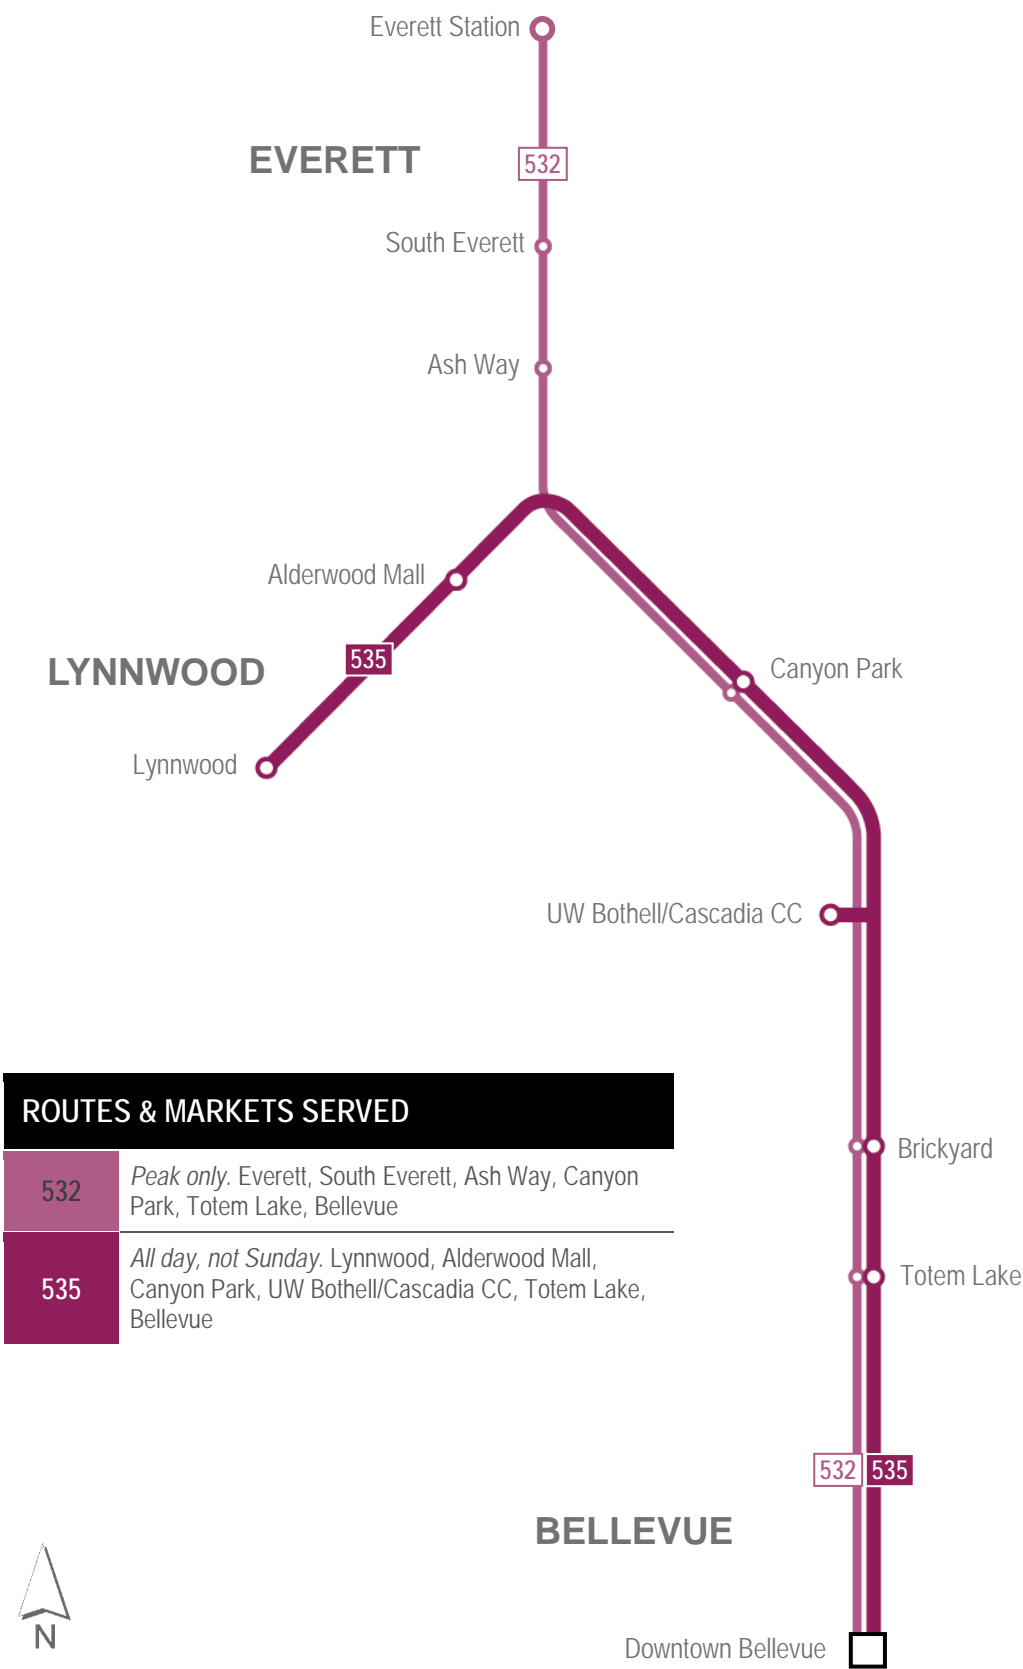 Everett Station
EVERETT
532
South Everett
Ash Way
Alderwood Mall
535
LYNNWOOD
Canyon Park
Lynnwood
UW Bothell/Cascadia CC
ROUTES & MARKETS SERVED
532
Peak only. Everett, South Everett, Ash Way, Canyon
Park, Totem Lake, Bellevue
535
All day, not Sunday. Lynnwood, Alderwood Mall,
Canyon Park, UW Bothell/Cascadia CC, Totem Lake,
Bellevue
Brickyard
Totem Lake
532 535
BELLEVUE
N
Downtown Bellevue